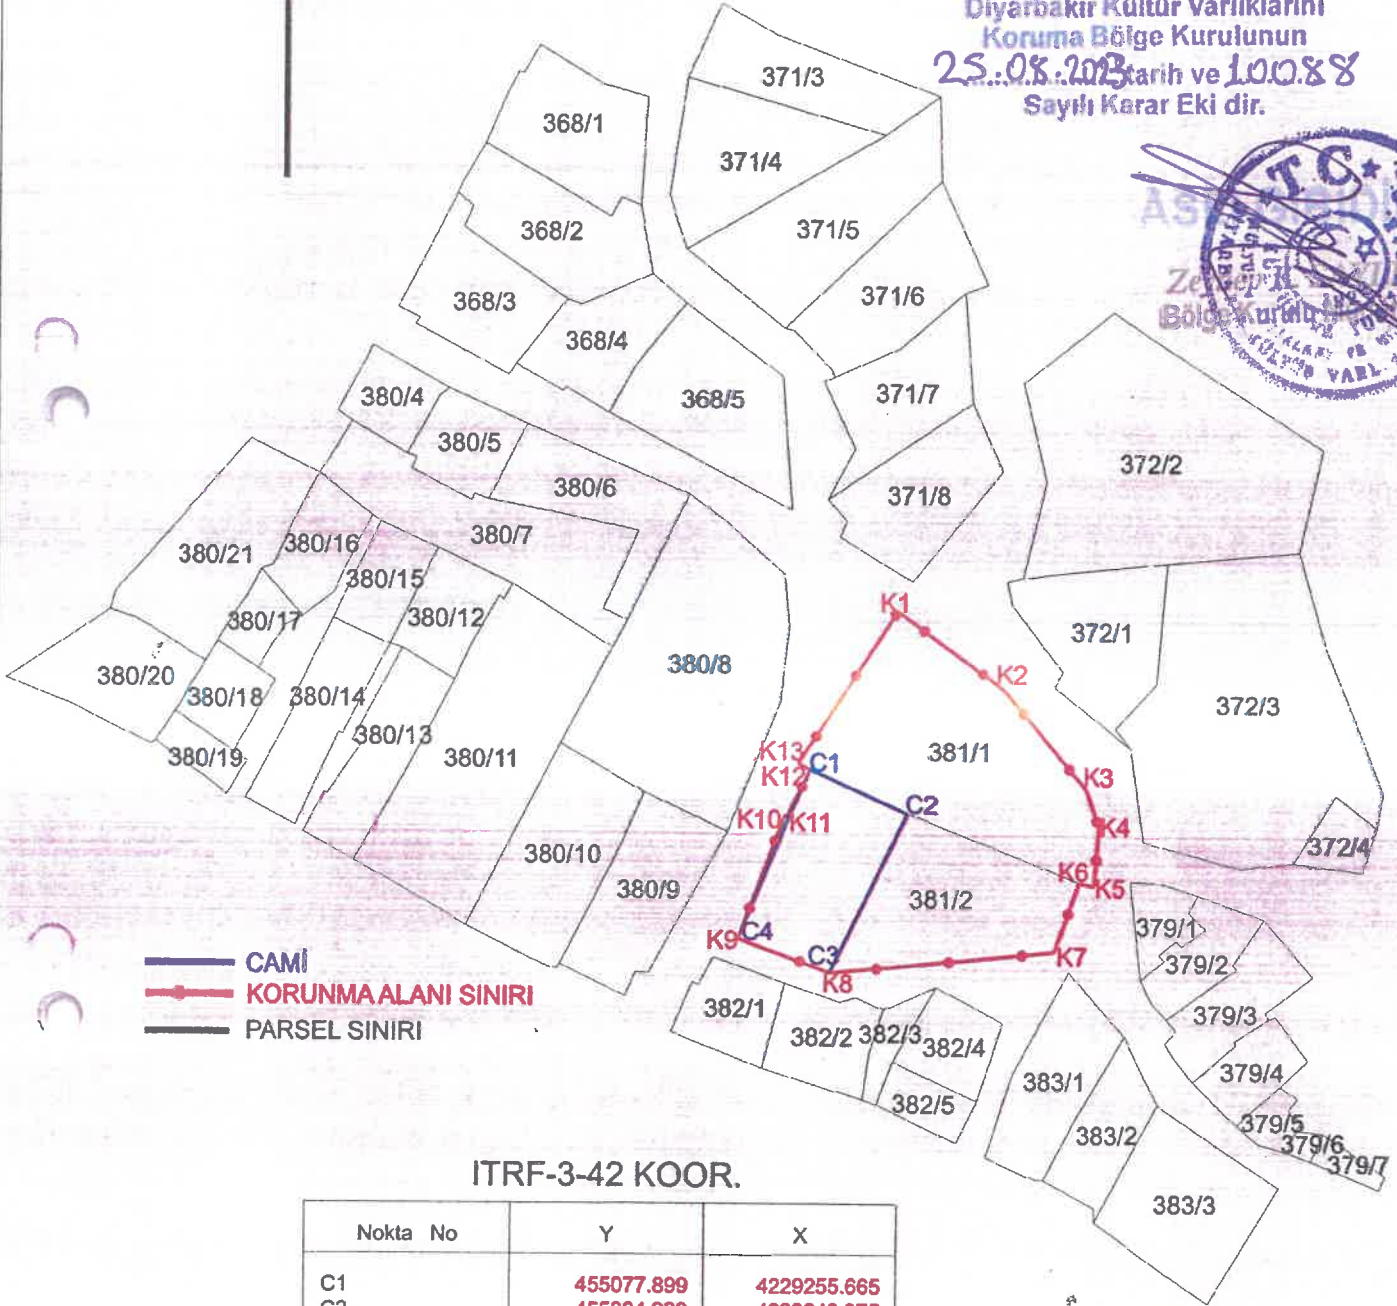 Diyarbakır Kültür Varlıklarını
Koruma Bölge Kurulunun
25.08.2023 tarih ve 10088
Sayılı Karar Eki dir.
T.C.
Bölge Kurulu
371/3
368/1
371/4
368/2
371/5
368/3
371/6
368/4
380/4
368/5
371/7
380/5
372/2
380/6
371/8
380/7
380/16
380/21
380/15
380/12
380/17
K1
372/1
380/8
K2
380/20
380/18
380/14
372/3
380/13
380/19
380/11
K13
C1
381/1
K12
K3
C2
K10
K11
K4
372/4
380/10
K6
K5
380/9
381/2
379/1
K9
C4
K7
C3
379/2
K8
CAMİ
KORUNMA ALANI SINIRI
PARSEL SINIRI
382/1
382/2
382/3
382/4
379/3
379/4
383/1
382/5
379/5
383/2
379/6
379/7
383/3
ITRF-3-42 KOOR.
Nokta No Y X
C1 455077.899 4229255.665